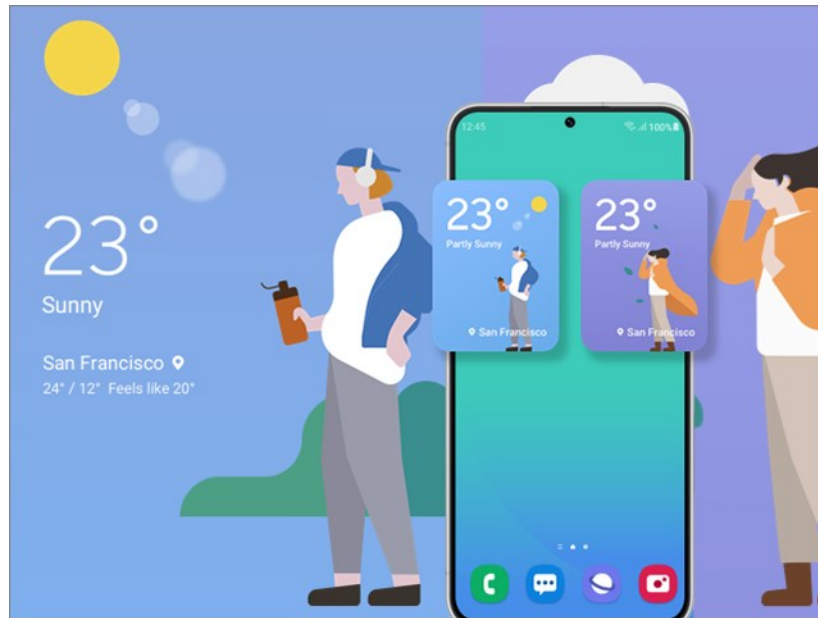 23°
Sunny
San Francisco
24° / 12° Feels like 20°
12:45
100%
23°
Partly Sunny
San Francisco
23°
Partly Sunny
San Francisco